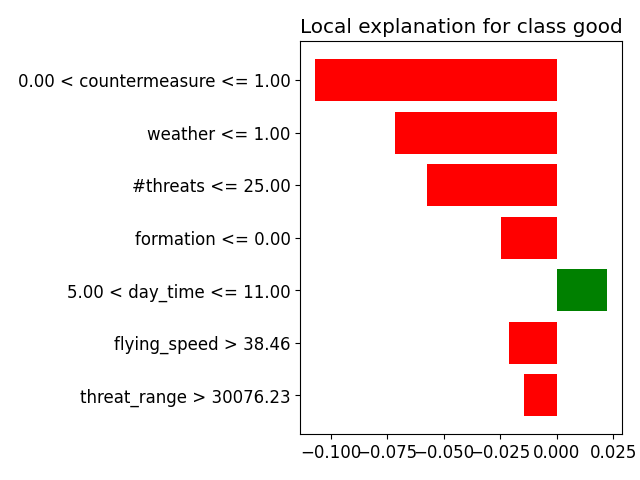 Local explanation for class good
0.00 < countermeasure <= 1.00
weather <= 1.00
#threats <= 25.00
formation <= 0.00
5.00 < day_time <= 11.00
flying_speed > 38.46
threat_range > 30076.23
−0.100 −0.075 −0.050 −0.025 0.000 0.025